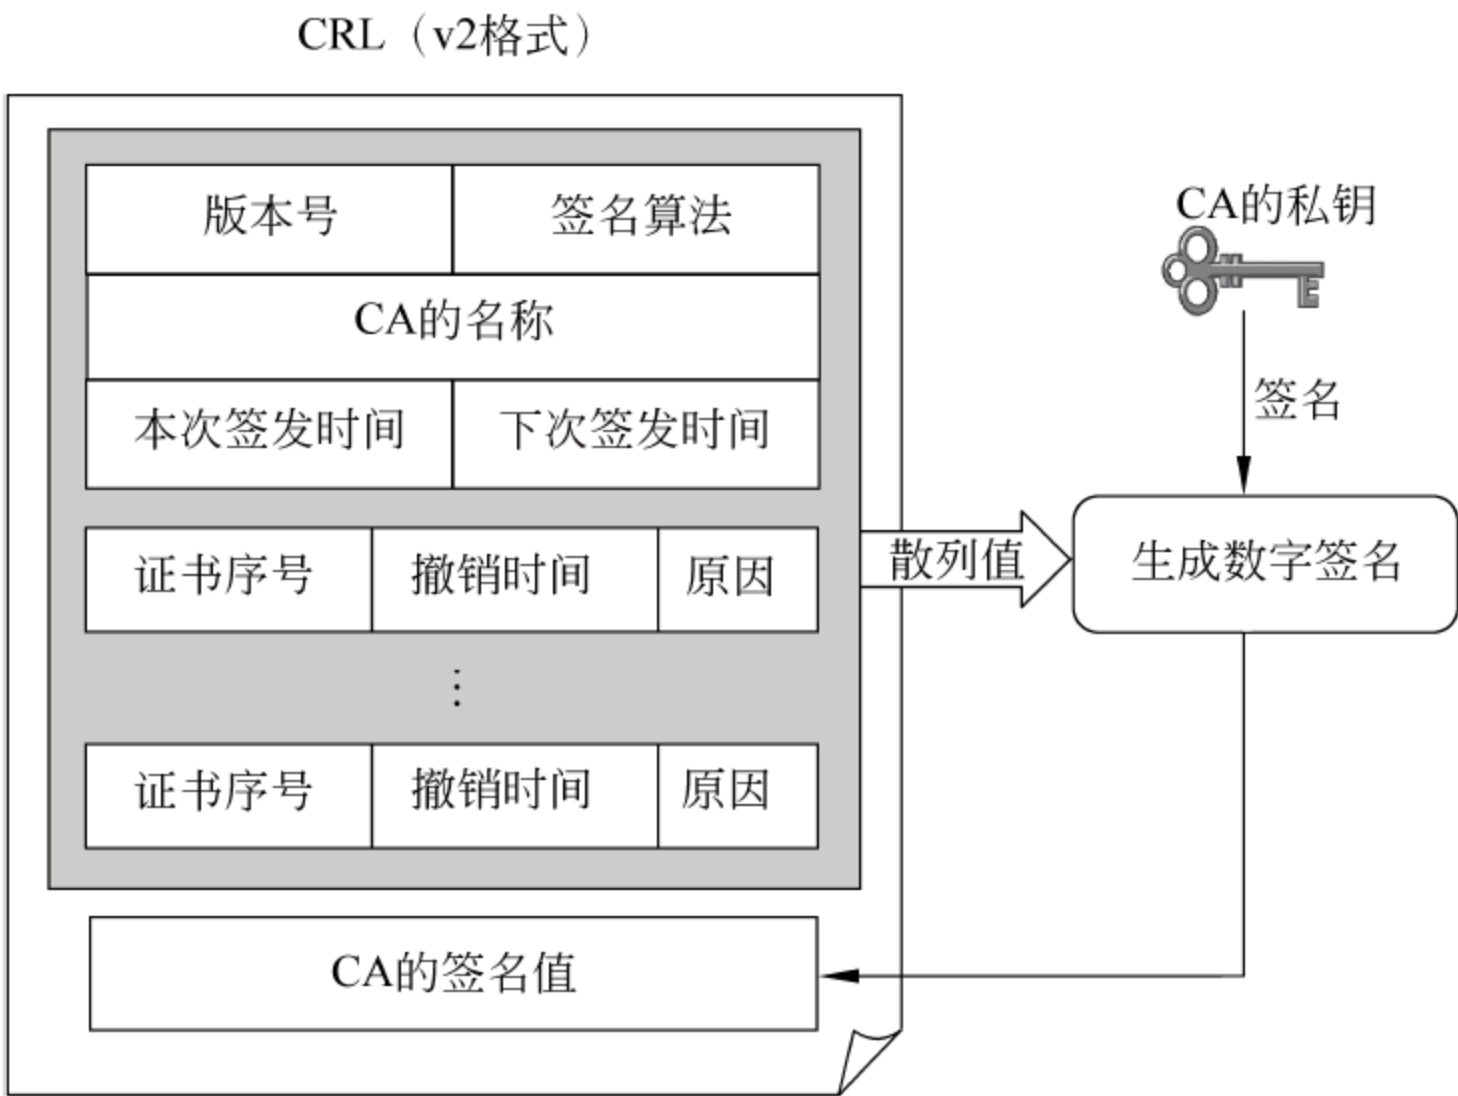 CRL（v2格式）
版本号 签名算法
CA的名称
本次签发时间 下次签发时间
证书序号 撤销时间 原因
⋮
证书序号 撤销时间 原因
CA的签名值
CA的私钥
签名
散列值
生成数字签名